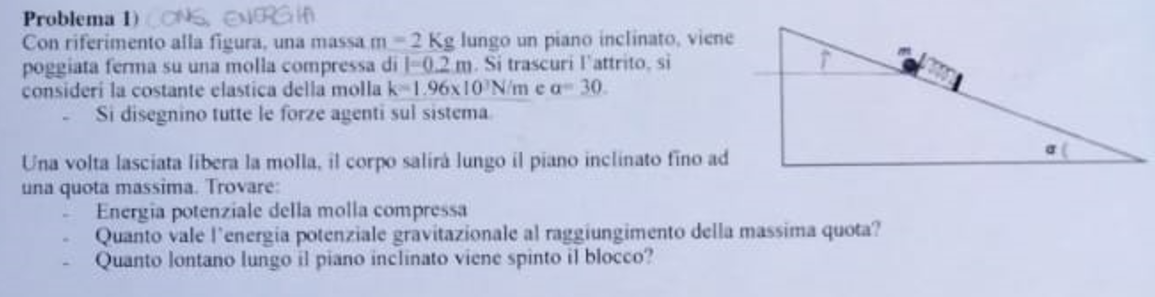 Problema 1) CONS. ENERGIA
Con riferimento alla figura, una massa m = 2 Kg lungo un piano inclinato, viene
poggiata ferma su una molla compressa di l=0.2 m. Si trascuri l'attrito, si
consideri la costante elastica della molla k=1.96x10³N/m e α= 30.
- Si disegnino tutte le forze agenti sul sistema.
Una volta lasciata libera la molla, il corpo salirà lungo il piano inclinato fino ad
una quota massima. Trovare:
- Energia potenziale della molla compressa
- Quanto vale l'energia potenziale gravitazionale al raggiungimento della massima quota?
- Quanto lontano lungo il piano inclinato viene spinto il blocco?
m
α